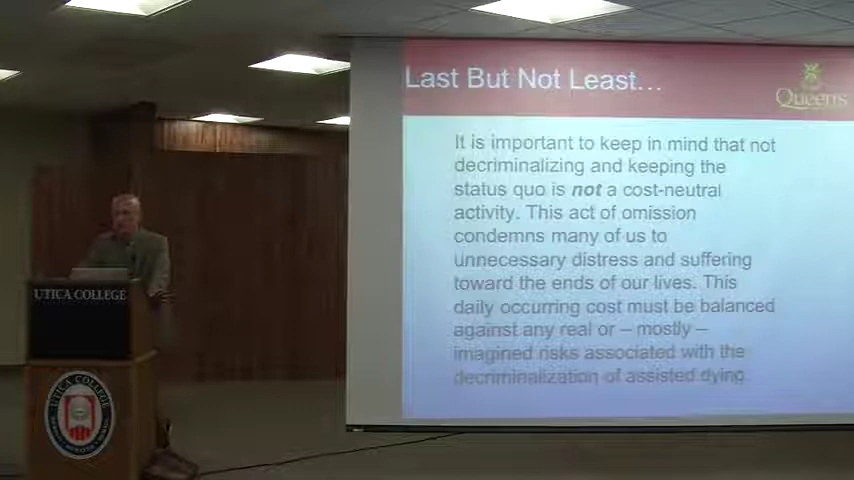 Last But Not Least…
Queen's
It is important to keep in mind that not
decriminalizing and keeping the
status quo is not a cost-neutral
activity. This act of omission
condemns many of us to
unnecessary distress and suffering
toward the ends of our lives. This
daily occurring cost must be balanced
against any real or – mostly –
imagined risks associated with the
decriminalization of assisted dying.
UTICA COLLEGE
UTICA COLLEGE